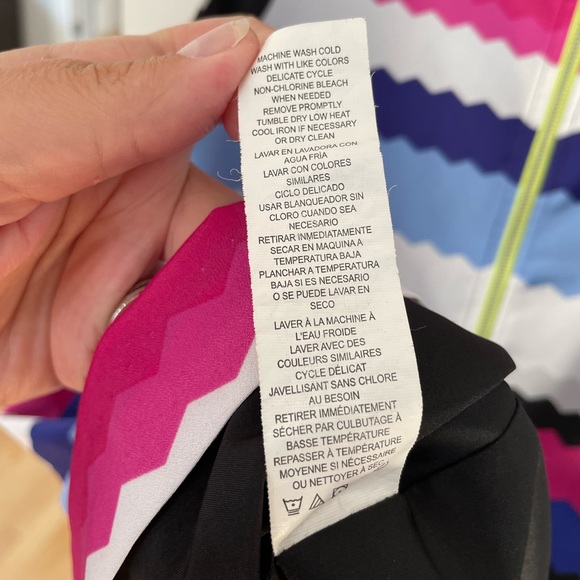 MACHINE WASH COLD
WASH WITH LIKE COLORS
DELICATE CYCLE
NON-CHLORINE BLEACH
WHEN NEEDED
REMOVE PROMPTLY
TUMBLE DRY LOW HEAT
COOL IRON IF NECESSARY
OR DRY CLEAN
LAVAR EN LAVADORA CON
AGUA FRÍA
LAVAR CON COLORES
SIMILARES
CICLO DELICADO
USAR BLANQUEADOR SIN
CLORO CUANDO SEA
NECESARIO
RETIRAR INMEDIATAMENTE
SECAR EN MAQUINA A
TEMPERATURA BAJA
PLANCHAR A TEMPERATURA
BAJA SI ES NECESARIO
O SE PUEDE LAVAR EN
SECO
LAVER À LA MACHINE À
L'EAU FROIDE
LAVER AVEC DES
COULEURS SIMILAIRES
CYCLE DÉLICAT
JAVELLISANT SANS CHLORE
AU BESOIN
RETIRER IMMÉDIATEMENT
SÉCHER PAR CULBUTAGE À
BASSE TEMPÉRATURE
REPASSER À TEMPÉRATURE
MOYENNE SI NÉCESSAIRE
OU NETTOYER À SEC